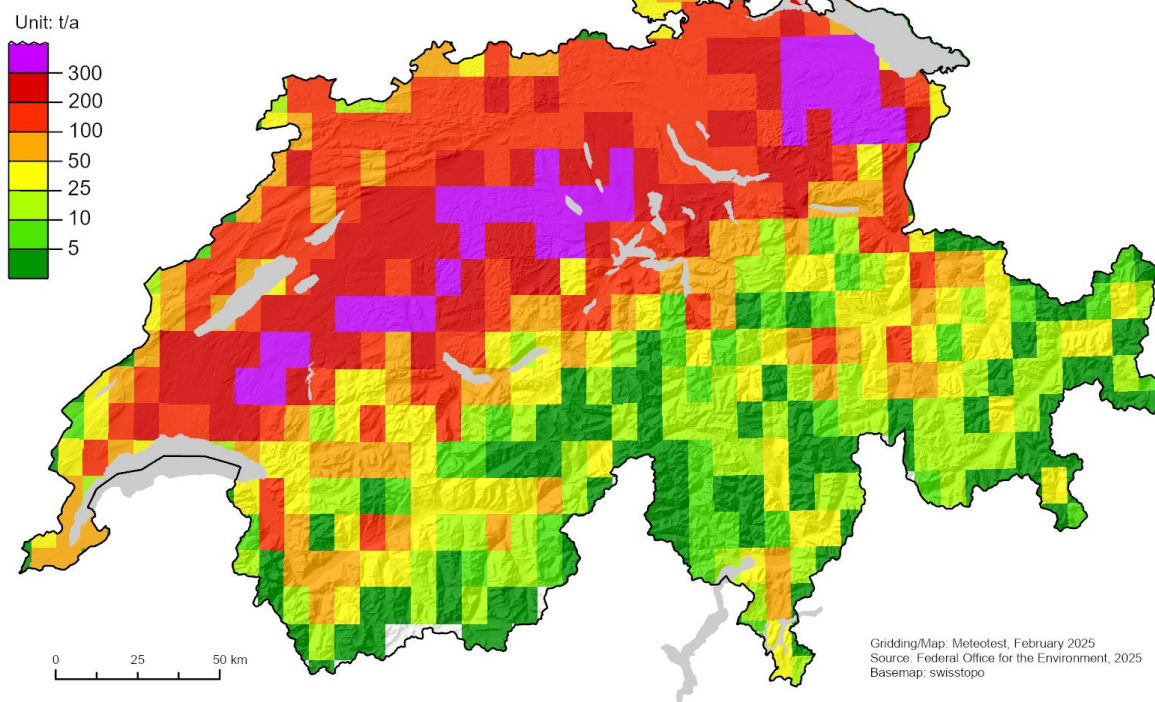 Unit: t/a
300
200
100
50
25
10
5
0 25 50 km
Gridding/Map: Meteotest, February 2025
Source: Federal Office for the Environment, 2025
Basemap: swisstopo